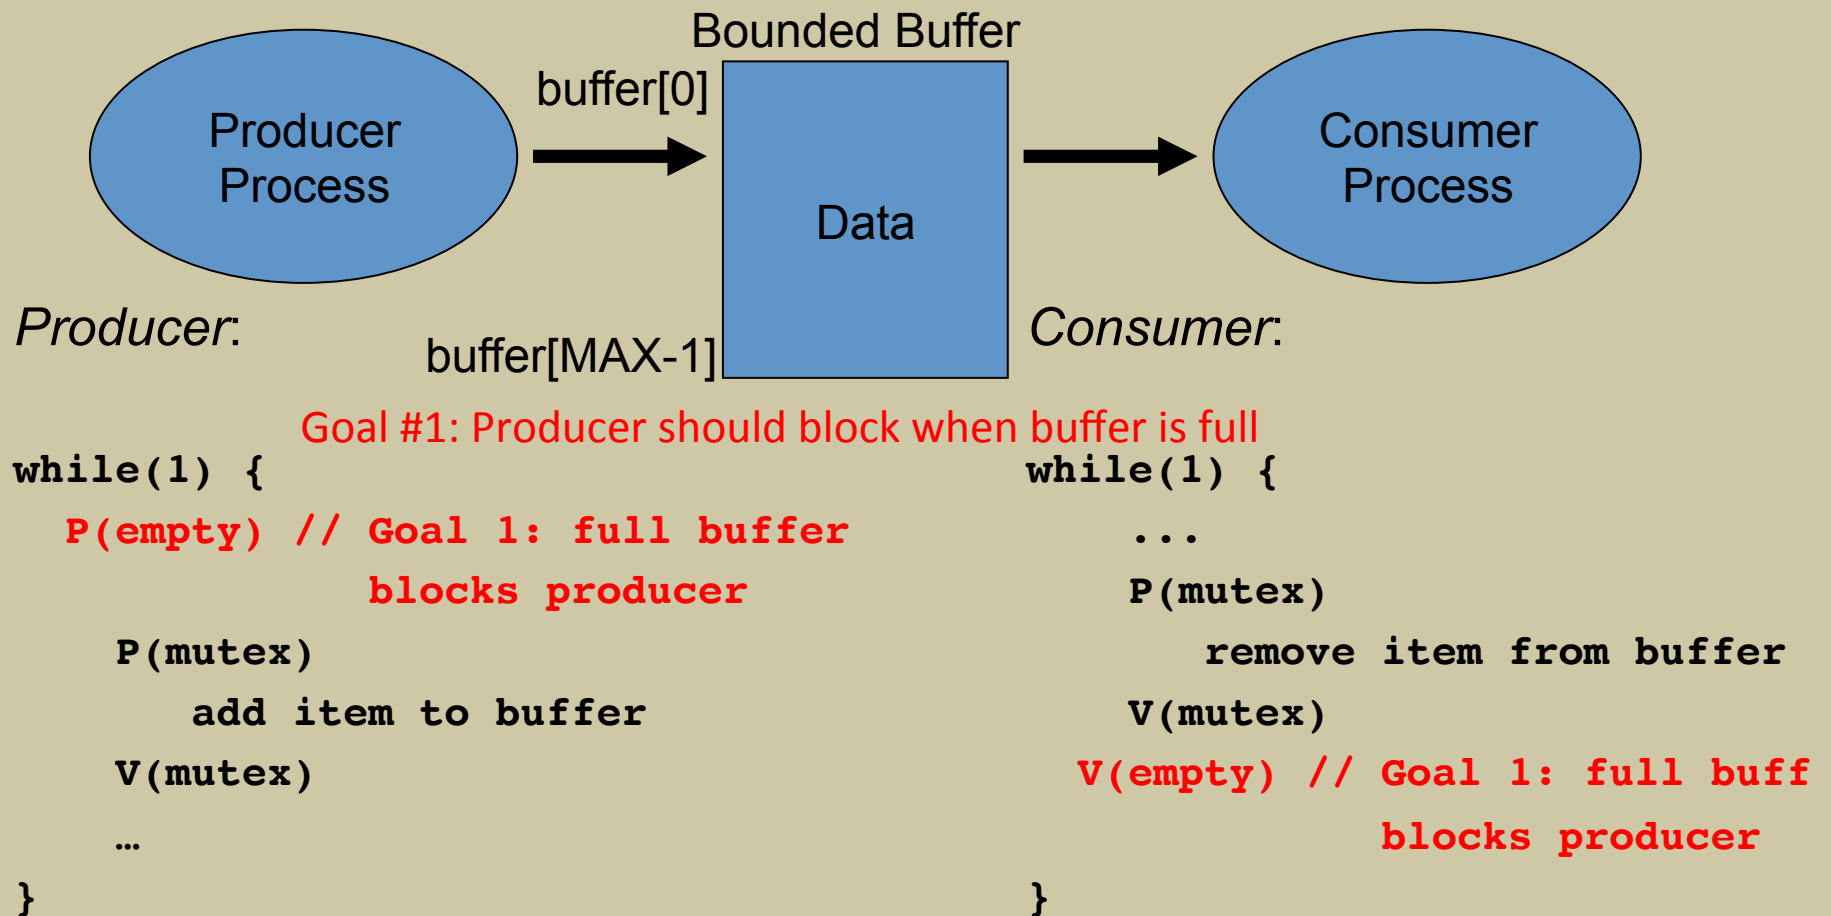 Bounded Buffer
buffer[0]
Producer
Process
Data
Consumer
Process
buffer[MAX-1]
Producer:
Consumer:
Goal #1: Producer should block when buffer is full
while(1) {
P(empty) // Goal 1: full buffer
blocks producer
P(mutex)
add item to buffer
V(mutex)
…
}
while(1) {
...
P(mutex)
remove item from buffer
V(mutex)
V(empty) // Goal 1: full buff
blocks producer
}